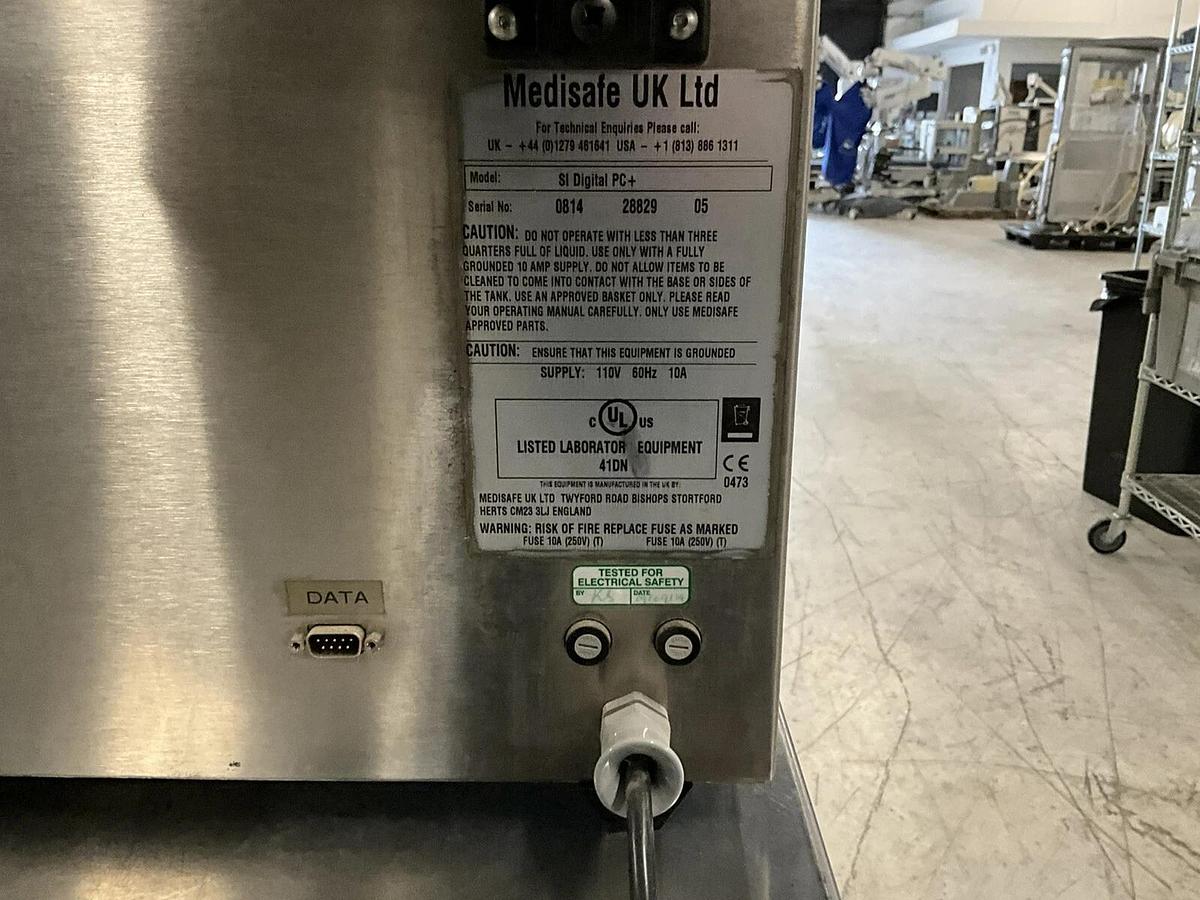 Medisafe UK Ltd
For Technical Enquiries Please call:
UK - +44 (0)1279 461641 USA - +1 (813) 886 1311
Model: SI Digital PC+
Serial No: 0814 28829 05
CAUTION: DO NOT OPERATE WITH LESS THAN THREE
QUARTERS FULL OF LIQUID. USE ONLY WITH A FULLY
GROUNDED 10 AMP SUPPLY. DO NOT ALLOW ITEMS TO BE
CLEANED TO COME INTO CONTACT WITH THE BASE OR SIDES OF
THE TANK. USE AN APPROVED BASKET ONLY. PLEASE READ
YOUR OPERATING MANUAL CAREFULLY. ONLY USE MEDISAFE
APPROVED PARTS.
CAUTION: ENSURE THAT THIS EQUIPMENT IS GROUNDED
SUPPLY: 110V 60Hz 10A
C UL US
LISTED LABORATOR EQUIPMENT
41DN
CE
0473
THIS EQUIPMENT IS MANUFACTURED IN THE UK BY:
MEDISAFE UK LTD TWYFORD ROAD BISHOPS STORTFORD
HERTS CM23 3LJ ENGLAND
WARNING: RISK OF FIRE REPLACE FUSE AS MARKED
FUSE 10A (250V) (T) FUSE 10A (250V) (T)
TESTED FOR
ELECTRICAL SAFETY
BY KS DATE
DATA